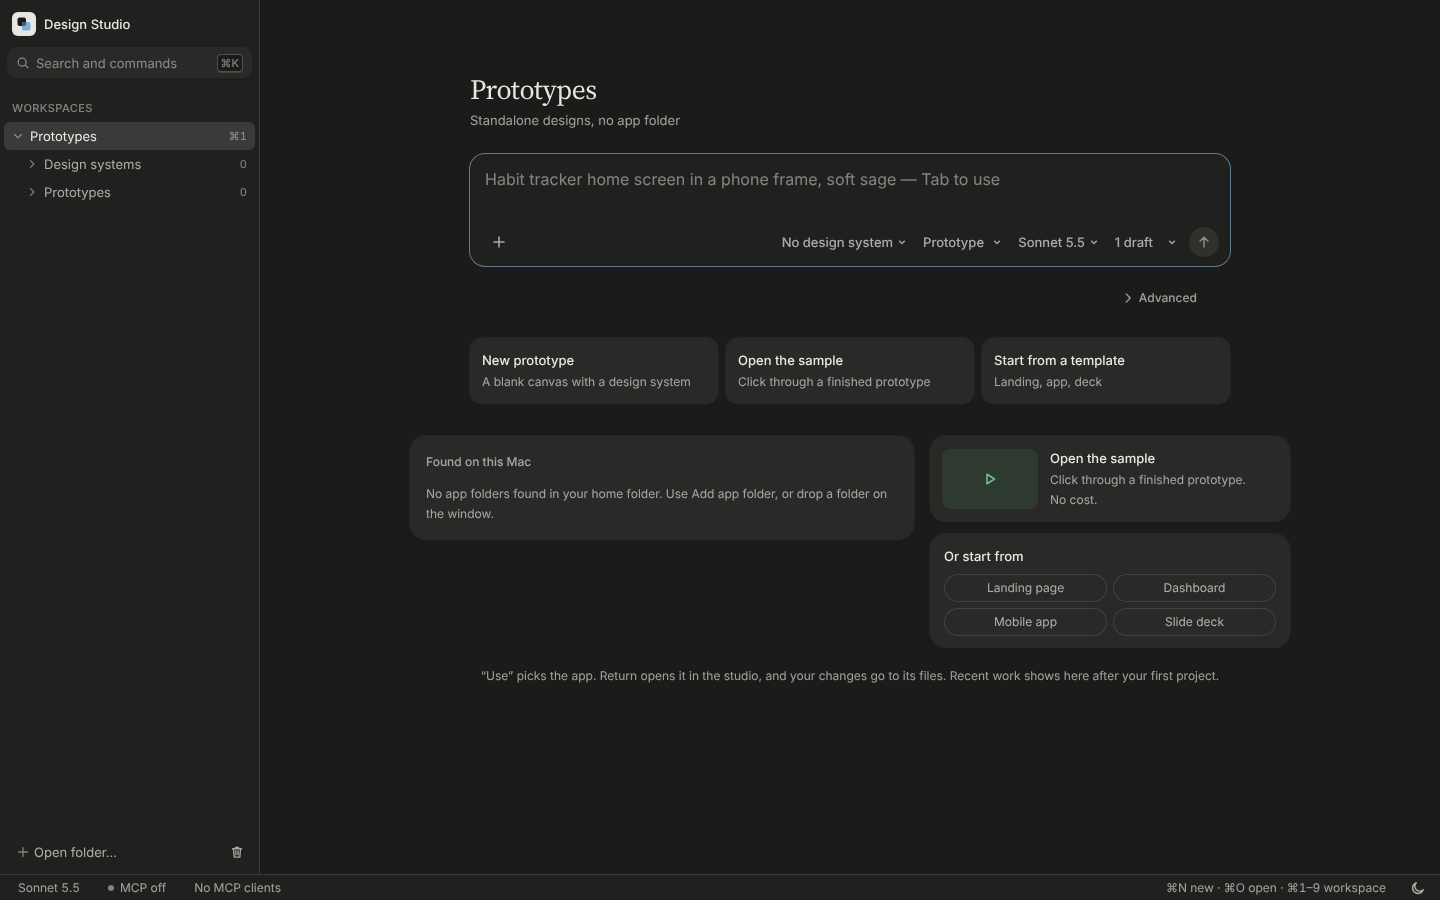 Design Studio
Search and commands ⌘K
WORKSPACES
Prototypes ⌘1
Design systems 0
Prototypes 0
Open folder...
Prototypes
Standalone designs, no app folder
Habit tracker home screen in a phone frame, soft sage — Tab to use
No design system Prototype Sonnet 5.5 1 draft
Advanced
New prototype
A blank canvas with a design system
Open the sample
Click through a finished prototype
Start from a template
Landing, app, deck
Found on this Mac
No app folders found in your home folder. Use Add app folder, or drop a folder on
the window.
Open the sample
Click through a finished prototype.
No cost.
Or start from
Landing page Dashboard
Mobile app Slide deck
“Use” picks the app. Return opens it in the studio, and your changes go to its files. Recent work shows here after your first project.
Sonnet 5.5 MCP off No MCP clients ⌘N new · ⌘O open · ⌘1–9 workspace